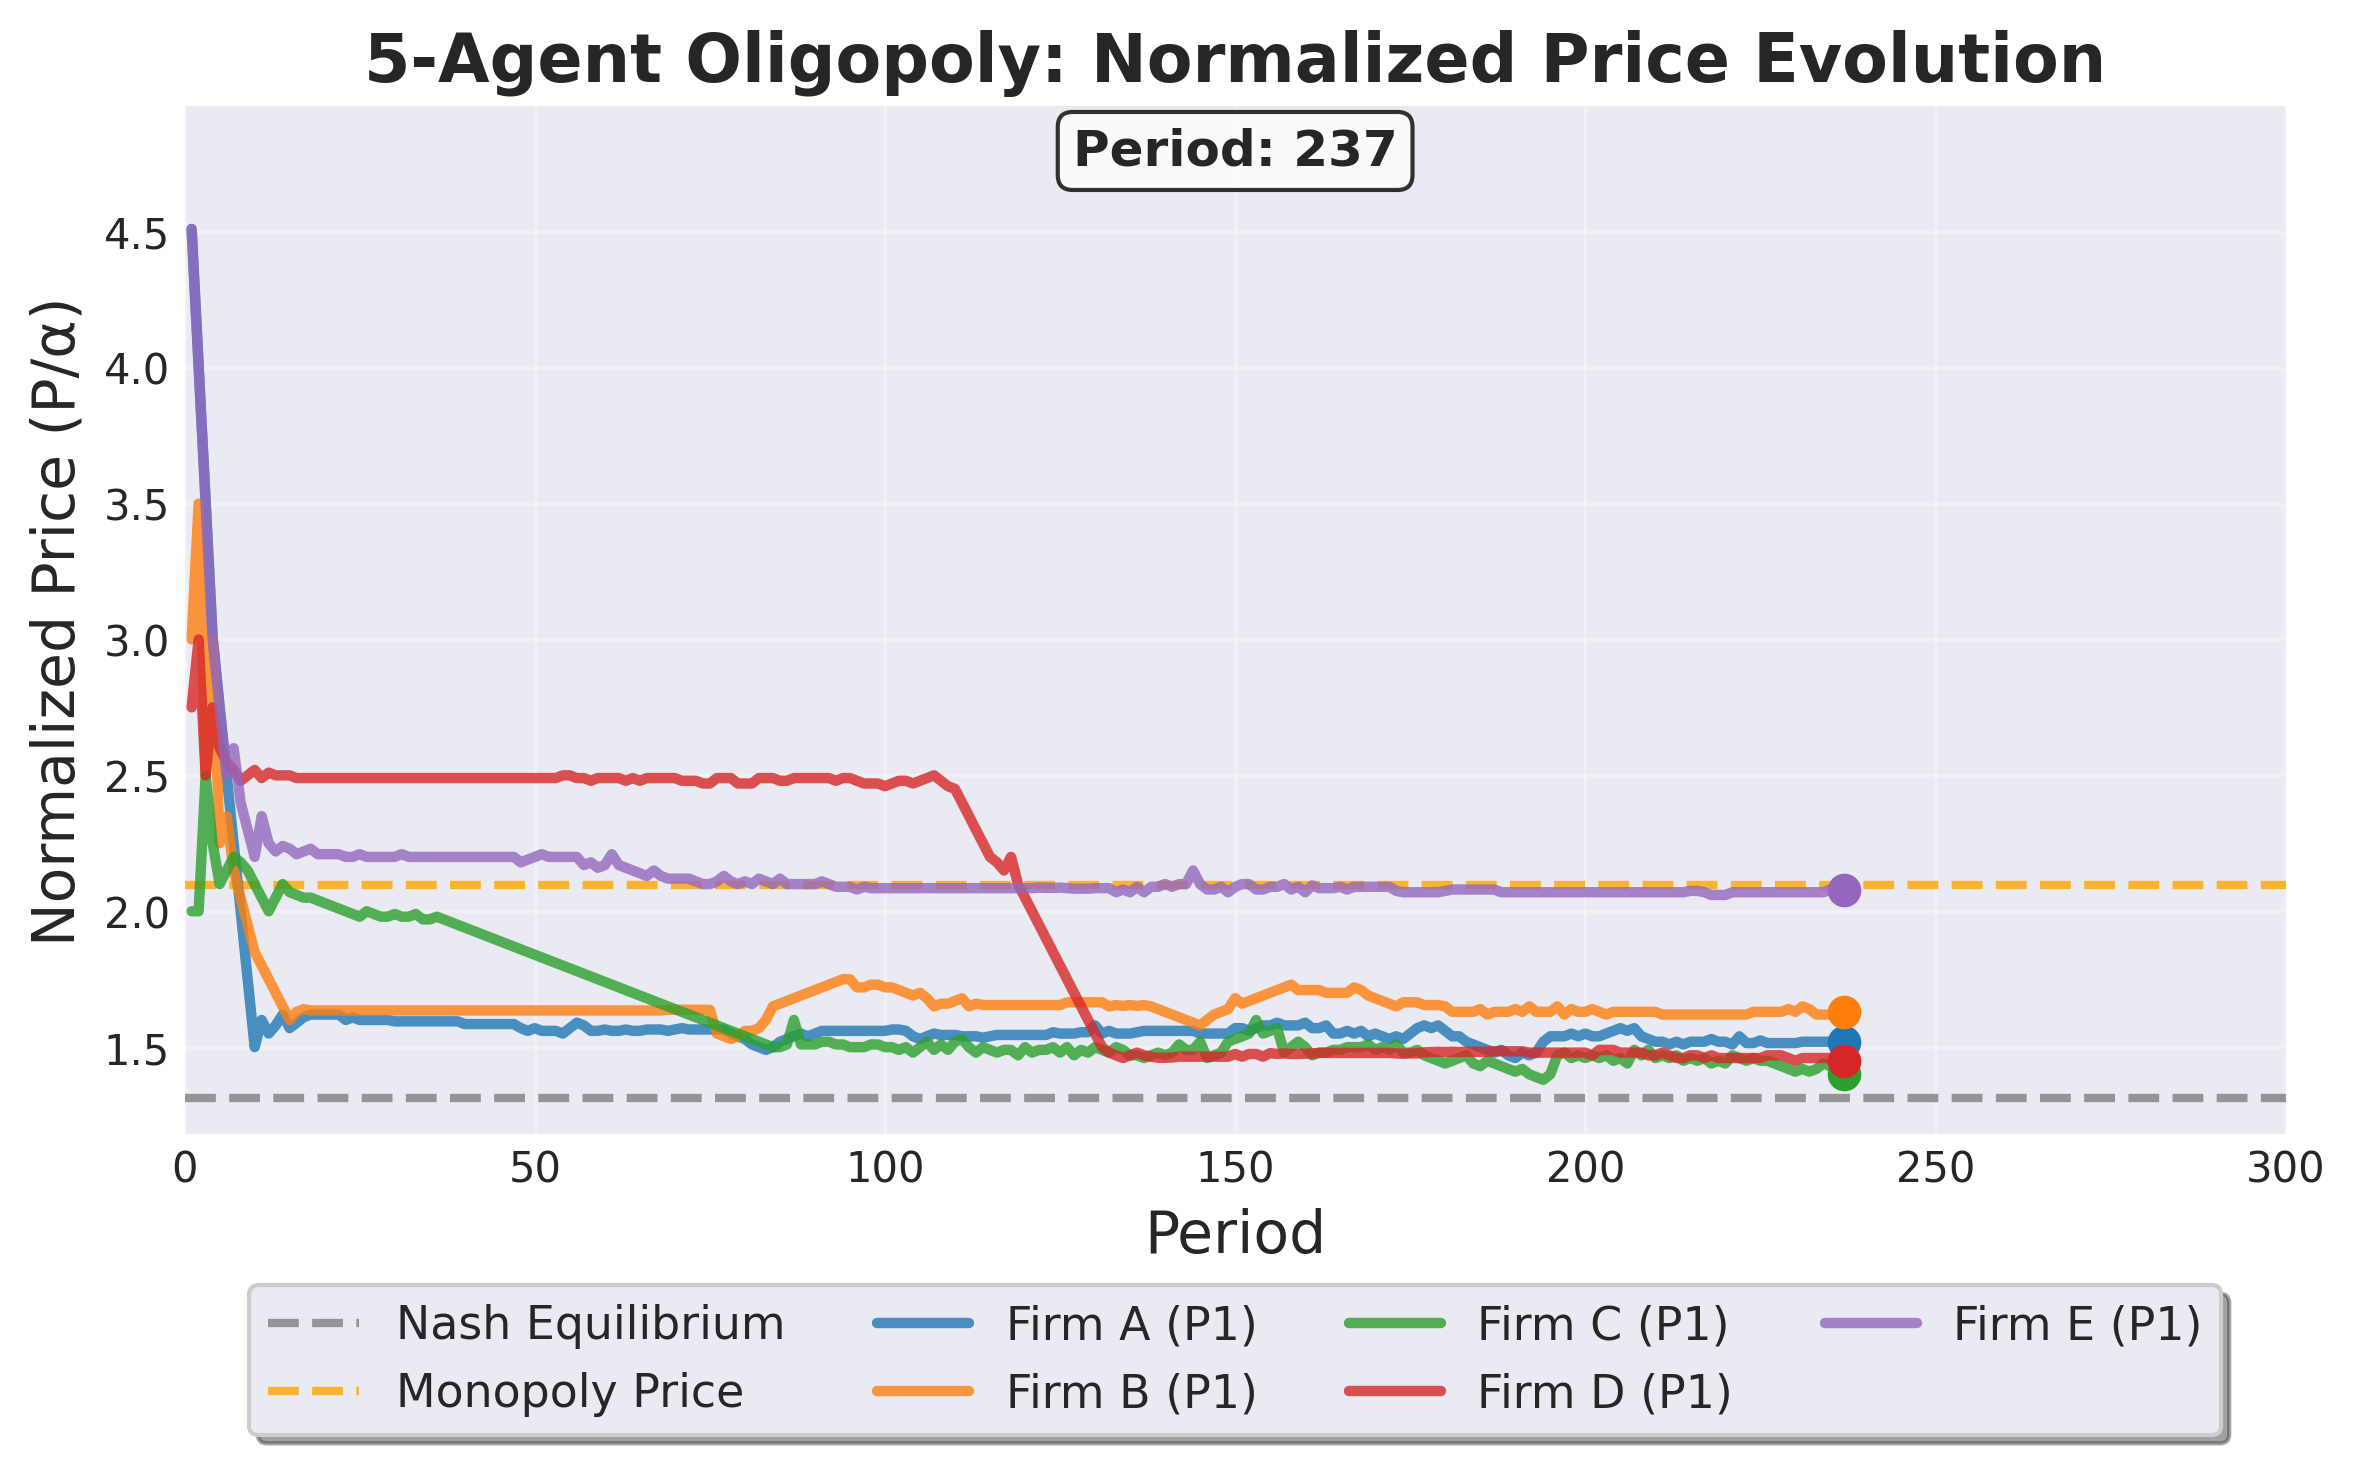 5-Agent Oligopoly: Normalized Price Evolution
Period: 237
Normalized Price (P/α)
4.5
4.0
3.5
3.0
2.5
2.0
1.5
0 50 100 150 200 250 300
Period
Nash Equilibrium Firm A (P1) Firm C (P1) Firm E (P1)
Monopoly Price Firm B (P1) Firm D (P1)